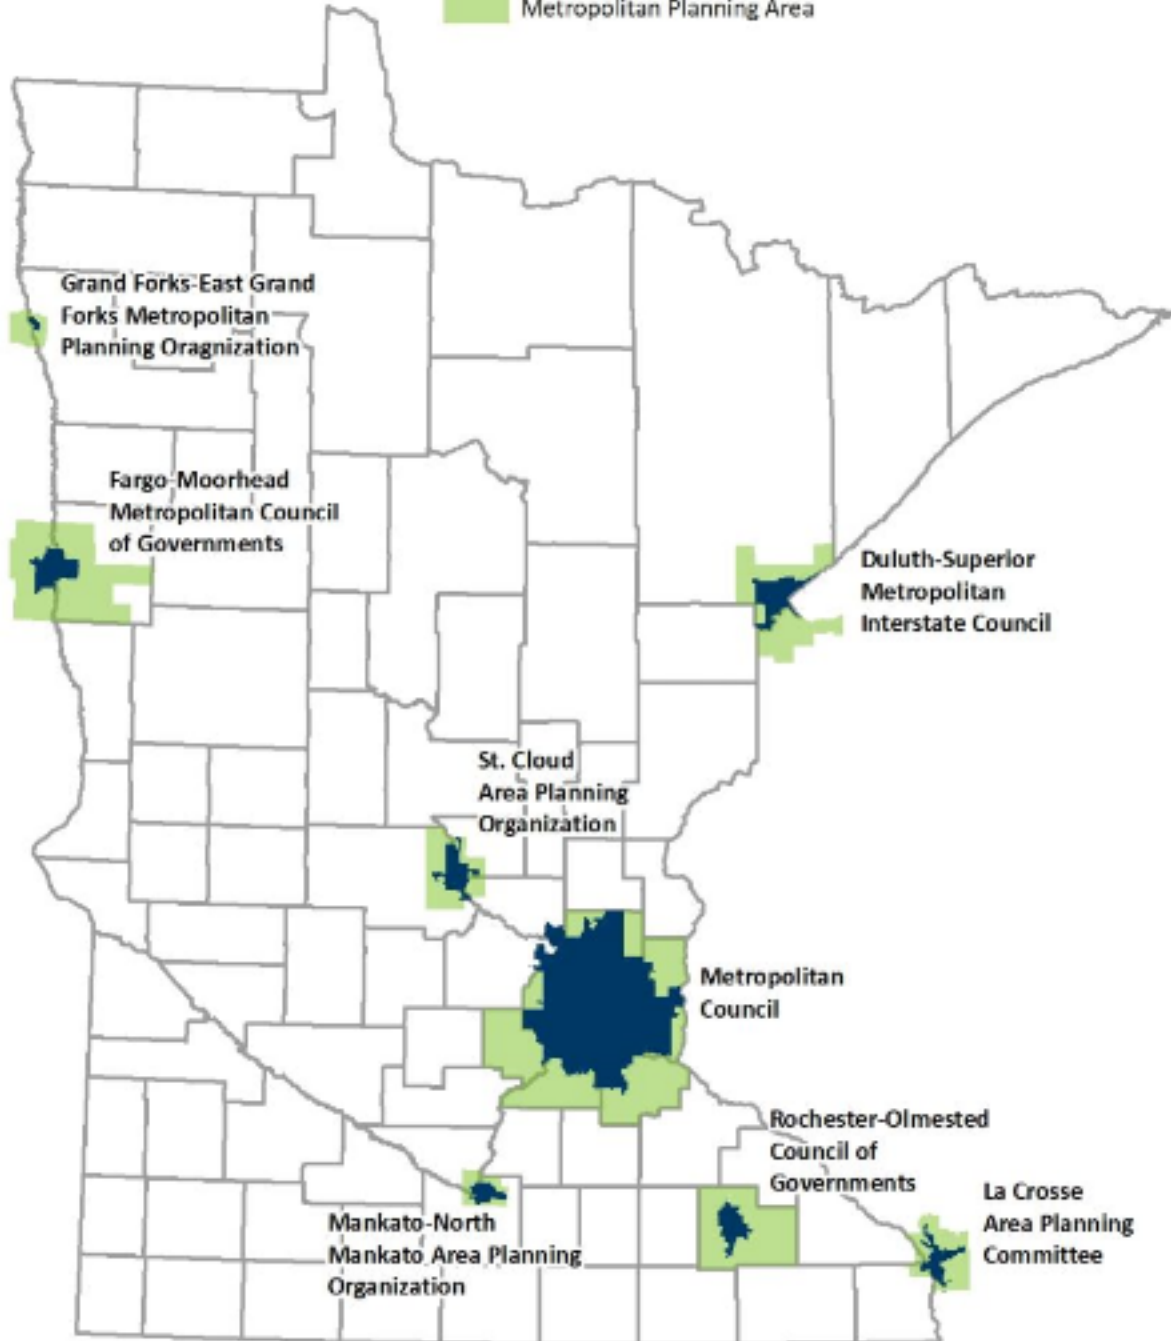 Metropolitan Planning Area
Grand Forks-East Grand
Forks Metropolitan
Planning Oragnization
Fargo-Moorhead
Metropolitan Council
of Governments
Duluth-Superior
Metropolitan
Interstate Council
St. Cloud
Area Planning
Organization
Metropolitan
Council
Rochester-Olmested
Council of
Governments
La Crosse
Area Planning
Committee
Mankato-North
Mankato Area Planning
Organization